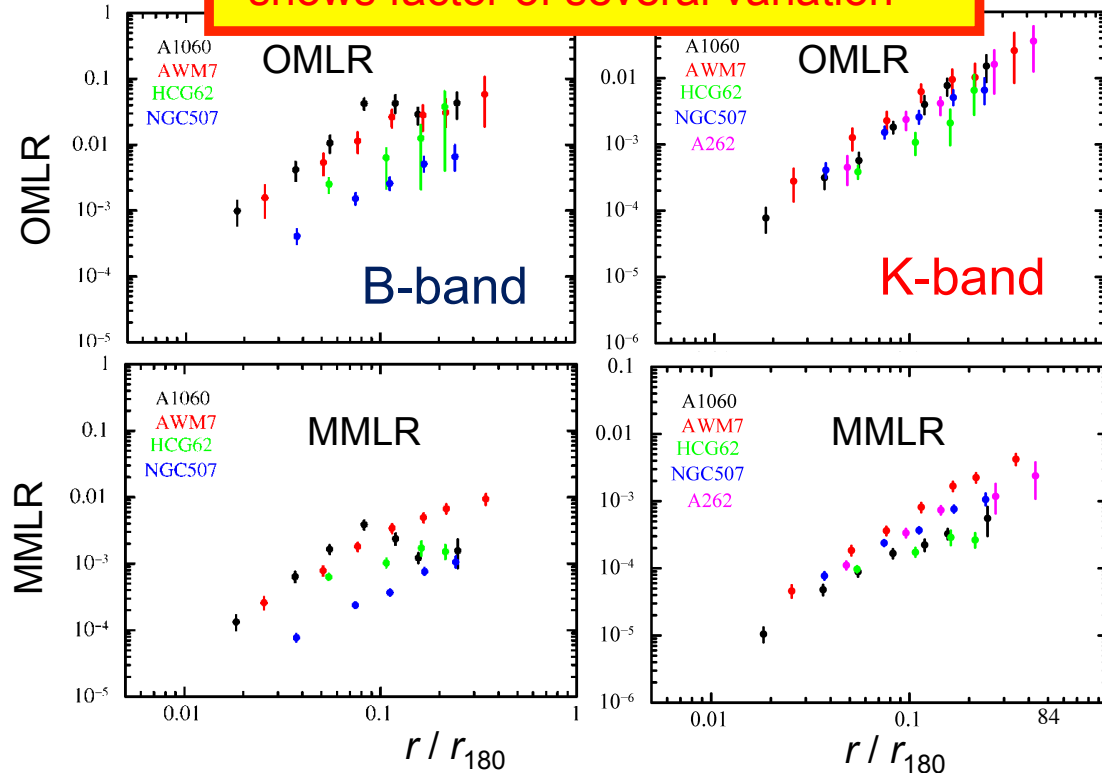 shows factor of several variation
A1060
AWM7
HCG62
NGC507
OMLR
B-band
OMLR
1
0.1
0.01
10⁻³
10⁻⁴
10⁻⁵
A1060
AWM7
HCG62
NGC507
A262
OMLR
K-band
0.01
10⁻³
10⁻⁴
10⁻⁵
10⁻⁶
A1060
AWM7
HCG62
NGC507
MMLR
MMLR
1
0.1
0.01
10⁻³
10⁻⁴
10⁻⁵
0.01 0.1 1
r / r₁₈₀
A1060
AWM7
HCG62
NGC507
A262
MMLR
0.1
0.01
10⁻³
10⁻⁴
10⁻⁵
10⁻⁶
0.01 0.1 84
r / r₁₈₀